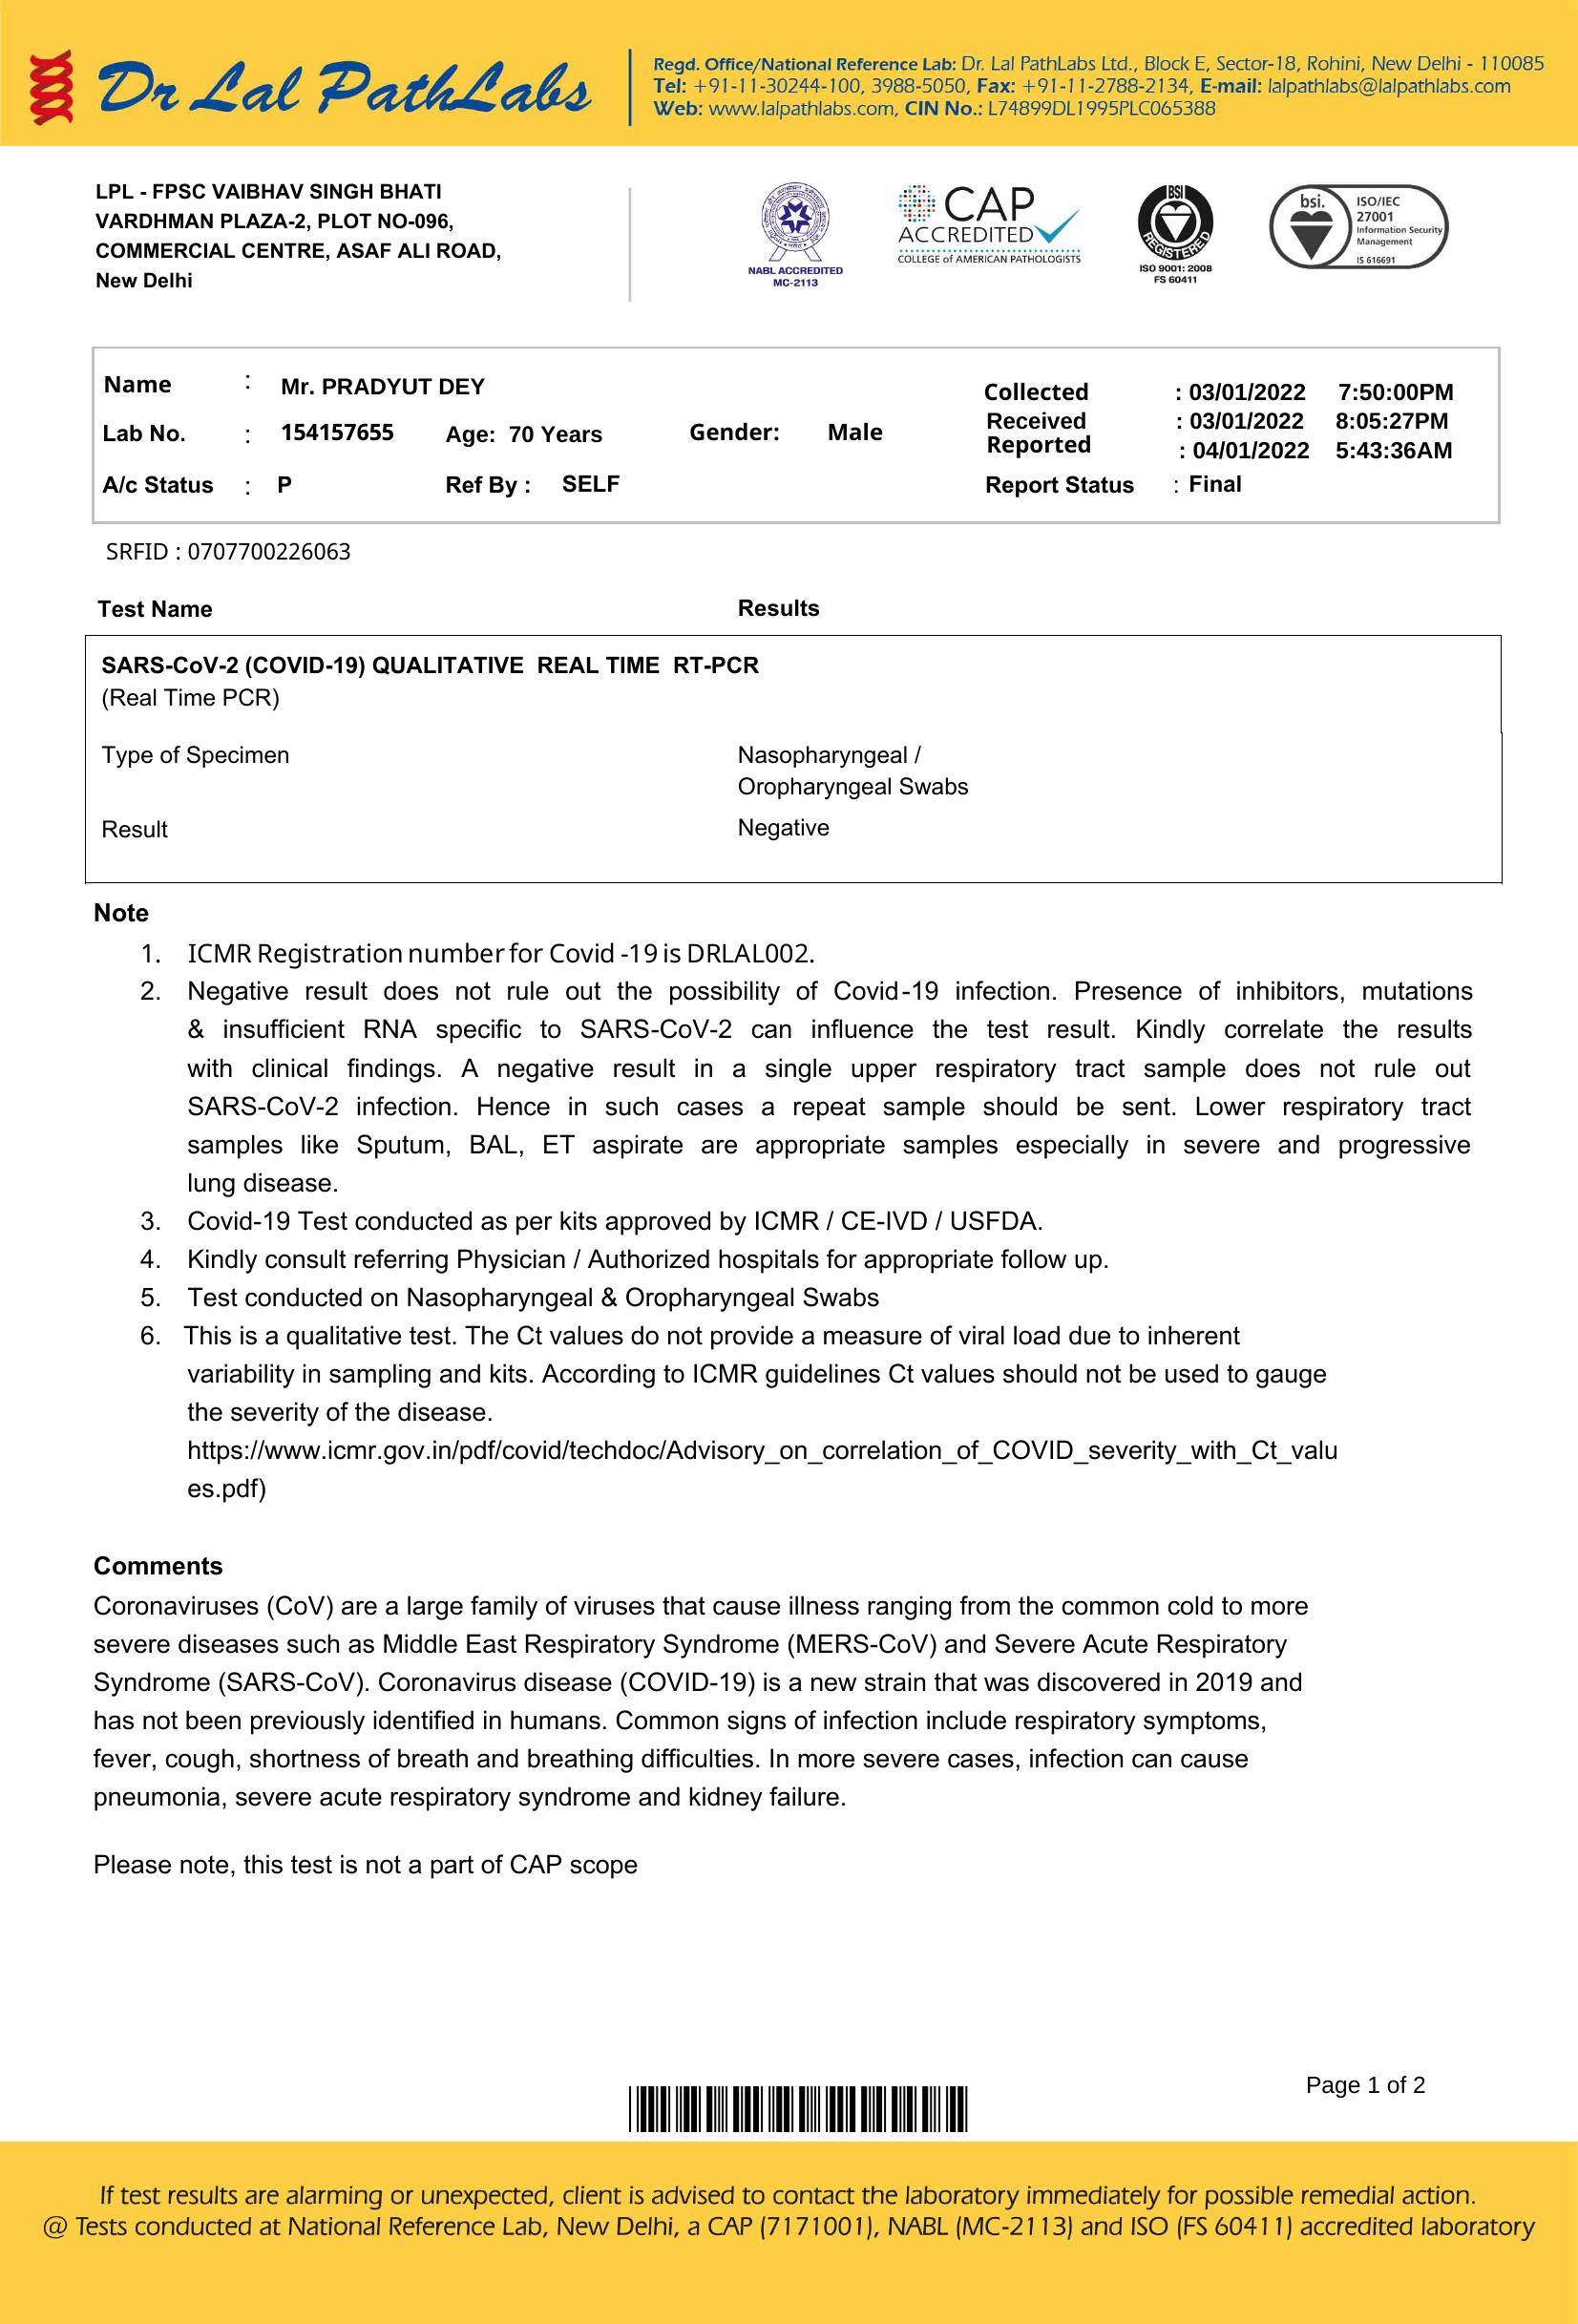 Dr Lal PathLabs
Regd. Office/National Reference Lab: Dr. Lal PathLabs Ltd., Block E, Sector-18, Rohini, New Delhi - 110085
Tel: +91-11-30244-100, 3988-5050, Fax: +91-11-2788-2134, E-mail: lalpathlabs@lalpathlabs.com
Web: www.lalpathlabs.com, CIN No.: L74899DL1995PLC065388
LPL - FPSC VAIBHAV SINGH BHATI
VARDHMAN PLAZA-2, PLOT NO-096,
COMMERCIAL CENTRE, ASAF ALI ROAD,
New Delhi
NABL ACCREDITED
MC-2113
CAP
ACCREDITED
COLLEGE of AMERICAN PATHOLOGISTS
BSI
REGISTERED
ISO 9001: 2008
FS 60411
bsi.
ISO/IEC
27001
Information Security
Management
IS 616691
Name : Mr. PRADYUT DEY
Collected : 03/01/2022 7:50:00PM
Lab No. : 154157655 Age: 70 Years Gender: Male
Received : 03/01/2022 8:05:27PM
Reported : 04/01/2022 5:43:36AM
A/c Status : P Ref By : SELF Report Status : Final
SRFID : 0707700226063
Test Name Results
SARS-CoV-2 (COVID-19) QUALITATIVE REAL TIME RT-PCR
(Real Time PCR)
Type of Specimen Nasopharyngeal /
Oropharyngeal Swabs
Result Negative
Note
1. ICMR Registration number for Covid -19 is DRLAL002.
2. Negative result does not rule out the possibility of Covid-19 infection. Presence of inhibitors, mutations
& insufficient RNA specific to SARS-CoV-2 can influence the test result. Kindly correlate the results
with clinical findings. A negative result in a single upper respiratory tract sample does not rule out
SARS-CoV-2 infection. Hence in such cases a repeat sample should be sent. Lower respiratory tract
samples like Sputum, BAL, ET aspirate are appropriate samples especially in severe and progressive
lung disease.
3. Covid-19 Test conducted as per kits approved by ICMR / CE-IVD / USFDA.
4. Kindly consult referring Physician / Authorized hospitals for appropriate follow up.
5. Test conducted on Nasopharyngeal & Oropharyngeal Swabs
6. This is a qualitative test. The Ct values do not provide a measure of viral load due to inherent
variability in sampling and kits. According to ICMR guidelines Ct values should not be used to gauge
the severity of the disease.
https://www.icmr.gov.in/pdf/covid/techdoc/Advisory_on_correlation_of_COVID_severity_with_Ct_valu
es.pdf)
Comments
Coronaviruses (CoV) are a large family of viruses that cause illness ranging from the common cold to more
severe diseases such as Middle East Respiratory Syndrome (MERS-CoV) and Severe Acute Respiratory
Syndrome (SARS-CoV). Coronavirus disease (COVID-19) is a new strain that was discovered in 2019 and
has not been previously identified in humans. Common signs of infection include respiratory symptoms,
fever, cough, shortness of breath and breathing difficulties. In more severe cases, infection can cause
pneumonia, severe acute respiratory syndrome and kidney failure.
Please note, this test is not a part of CAP scope
Page 1 of 2
If test results are alarming or unexpected, client is advised to contact the laboratory immediately for possible remedial action.
@ Tests conducted at National Reference Lab, New Delhi, a CAP (7171001), NABL (MC-2113) and ISO (FS 60411) accredited laboratory